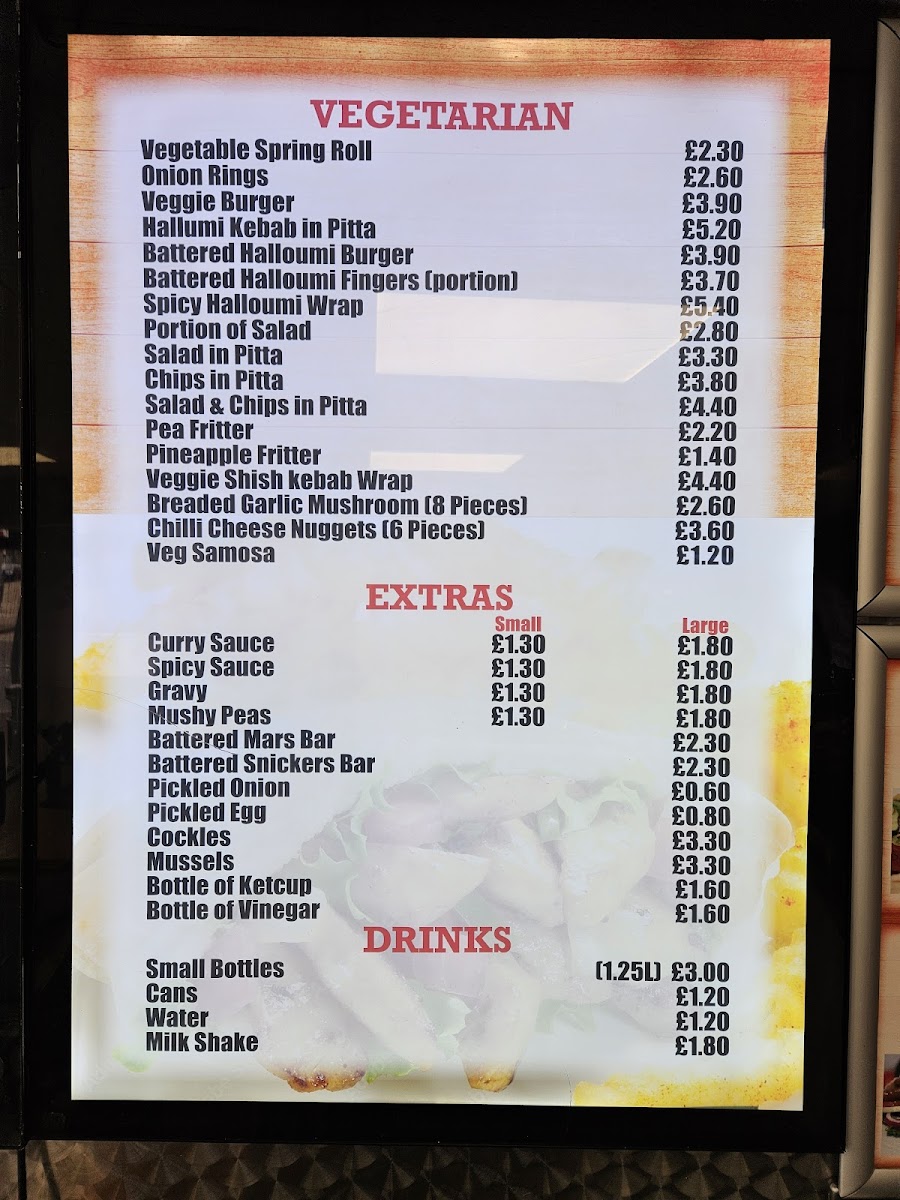 VEGETARIAN
Vegetable Spring Roll £2.30
Onion Rings £2.60
Veggie Burger £3.90
Hallumi Kebab in Pitta £5.20
Battered Halloumi Burger £3.90
Battered Halloumi Fingers (portion) £3.70
Spicy Halloumi Wrap £5.40
Portion of Salad £2.80
Salad in Pitta £3.30
Chips in Pitta £3.80
Salad & Chips in Pitta £4.40
Pea Fritter £2.20
Pineapple Fritter £1.40
Veggie Shish kebab Wrap £4.40
Breaded Garlic Mushroom (8 Pieces) £2.60
Chilli Cheese Nuggets (6 Pieces) £3.60
Veg Samosa £1.20
EXTRAS
Small Large
Curry Sauce £1.30 £1.80
Spicy Sauce £1.30 £1.80
Gravy £1.30 £1.80
Mushy Peas £1.30 £1.80
Battered Mars Bar £2.30
Battered Snickers Bar £2.30
Pickled Onion £0.60
Pickled Egg £0.80
Cockles £3.30
Mussels £3.30
Bottle of Ketcup £1.60
Bottle of Vinegar £1.60
DRINKS
Small Bottles (1.25L) £3.00
Cans £1.20
Water £1.20
Milk Shake £1.80